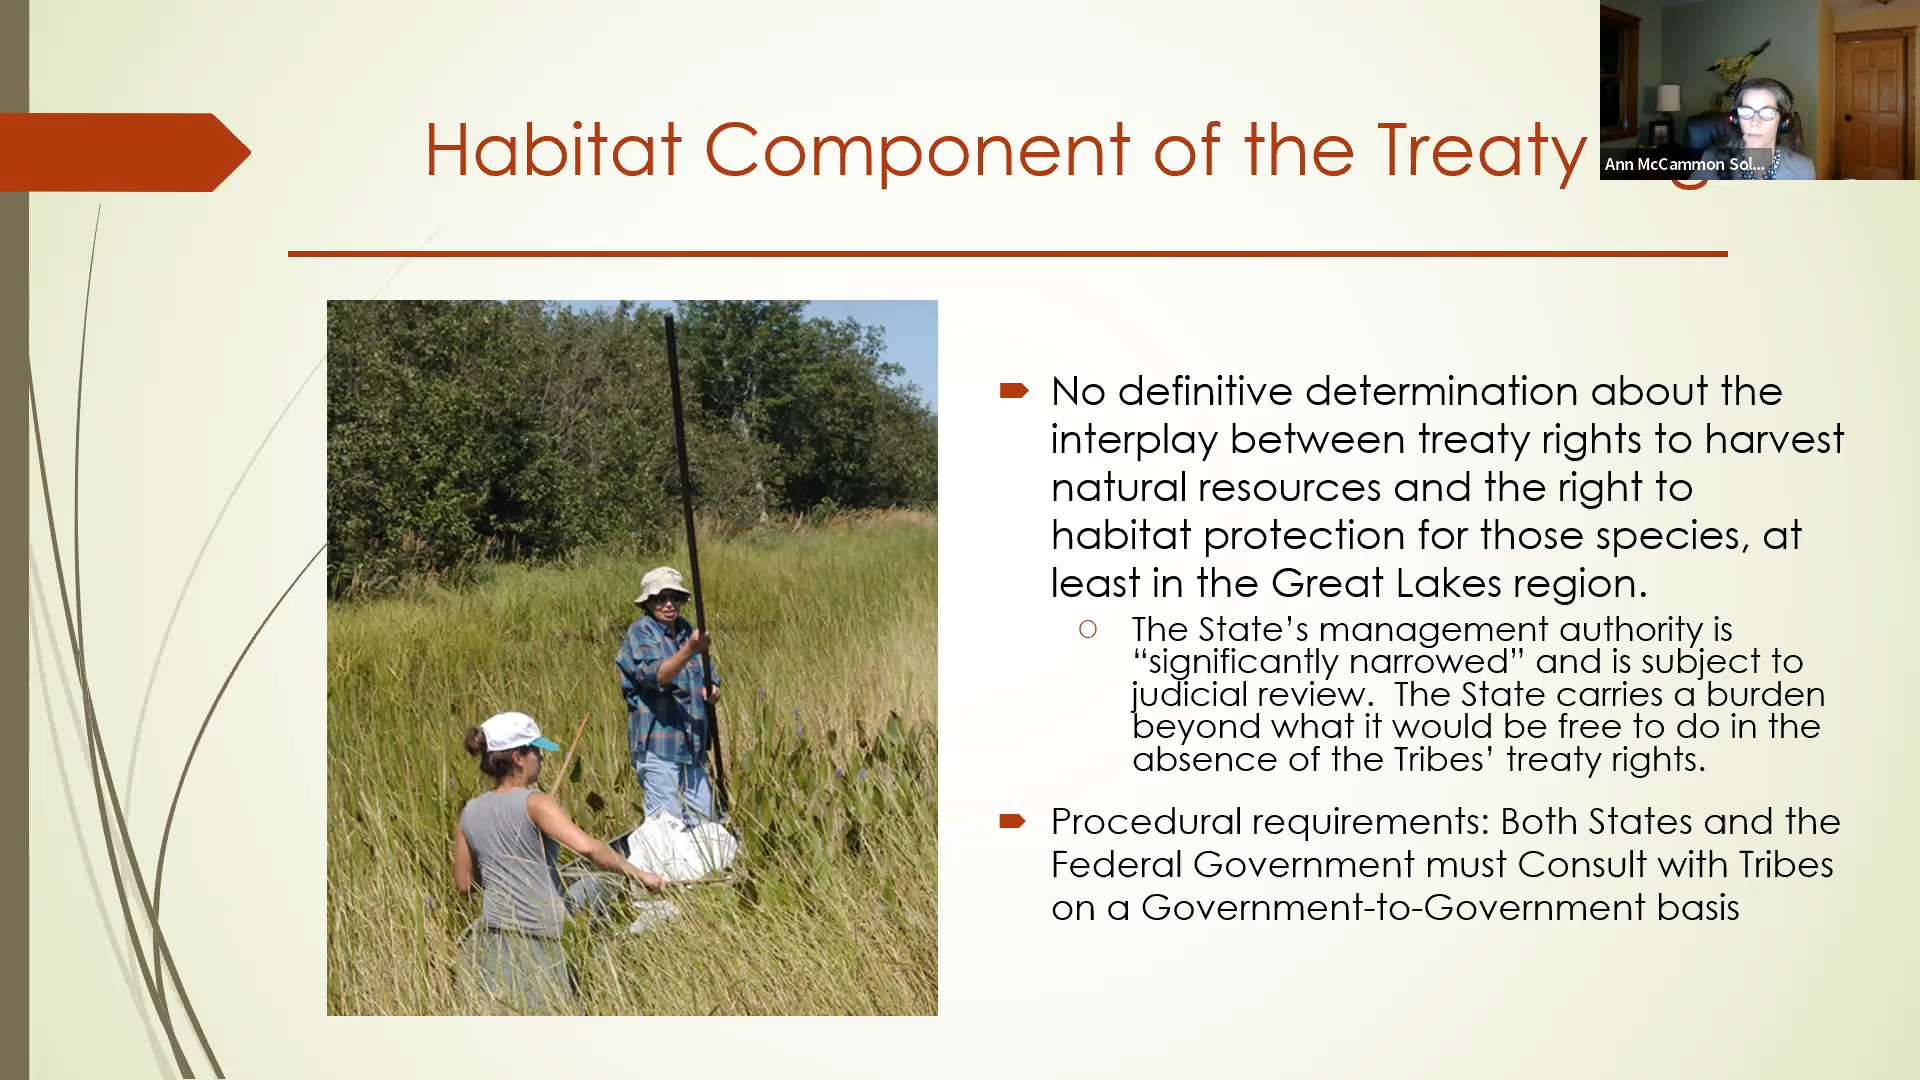 Habitat Component of the Treaty
Ann McCammon Sol...
No definitive determination about the
interplay between treaty rights to harvest
natural resources and the right to
habitat protection for those species, at
least in the Great Lakes region.
The State’s management authority is
“significantly narrowed” and is subject to
judicial review. The State carries a burden
beyond what it would be free to do in the
absence of the Tribes’ treaty rights.
Procedural requirements: Both States and the
Federal Government must Consult with Tribes
on a Government-to-Government basis